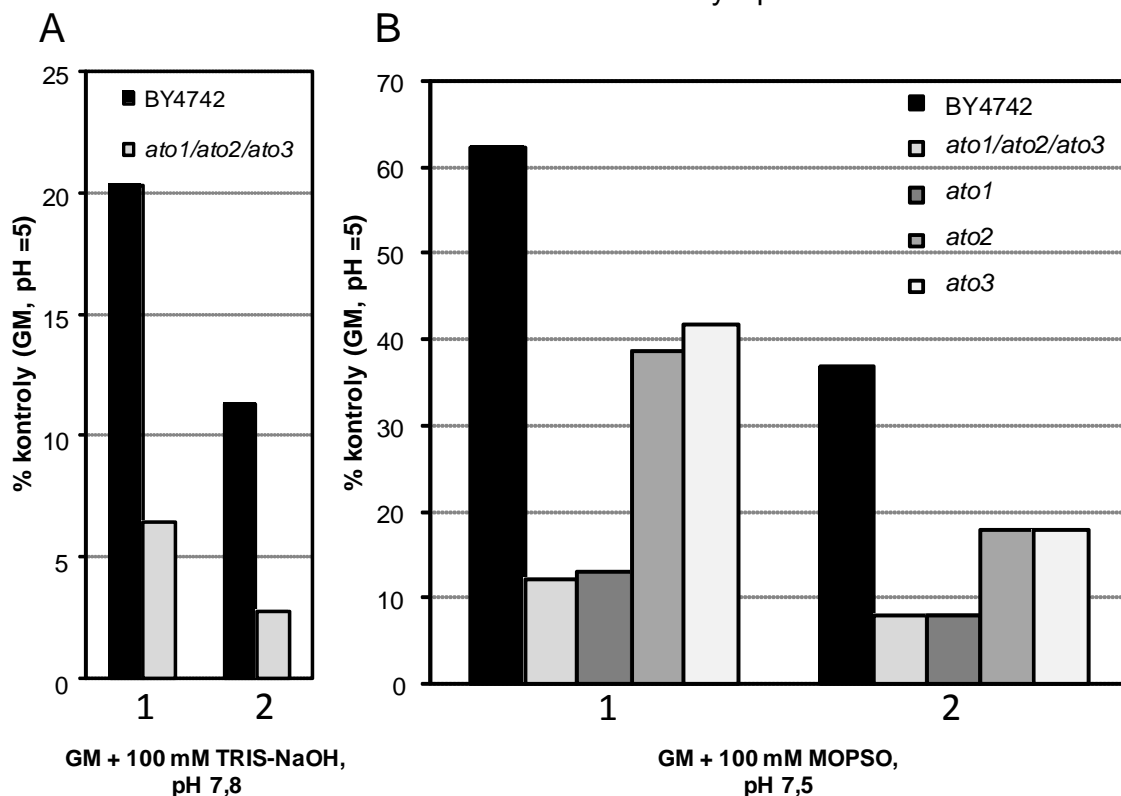 A
B
25
20
15
10
5
0
% kontroly (GM, pH =5)
BY4742
ato1/ato2/ato3
1
2
GM + 100 mM TRIS-NaOH,
pH 7,8
70
60
50
40
30
20
10
0
% kontroly (GM, pH =5)
BY4742
ato1/ato2/ato3
ato1
ato2
ato3
1
2
GM + 100 mM MOPSO,
pH 7,5